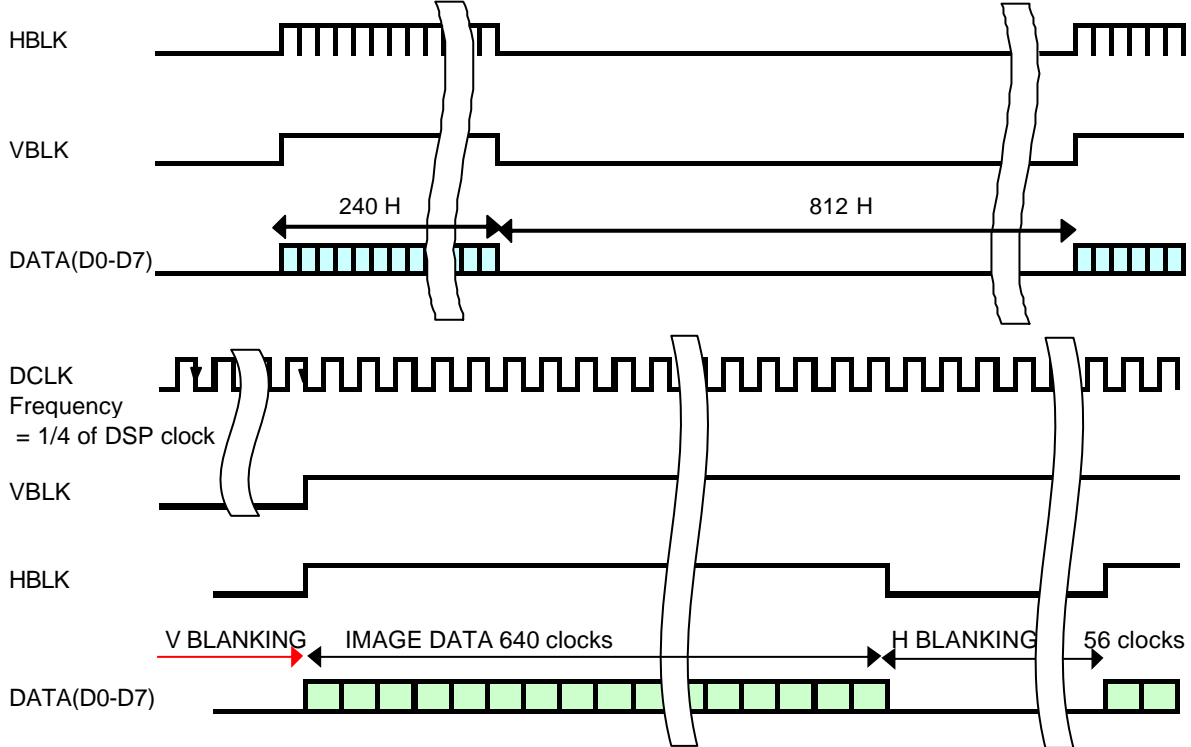 HBLK
VBLK
240 H
812 H
DATA(D0-D7)
DCLK
Frequency
= 1/4 of DSP clock
VBLK
HBLK
V BLANKING
IMAGE DATA 640 clocks
H BLANKING
56 clocks
DATA(D0-D7)